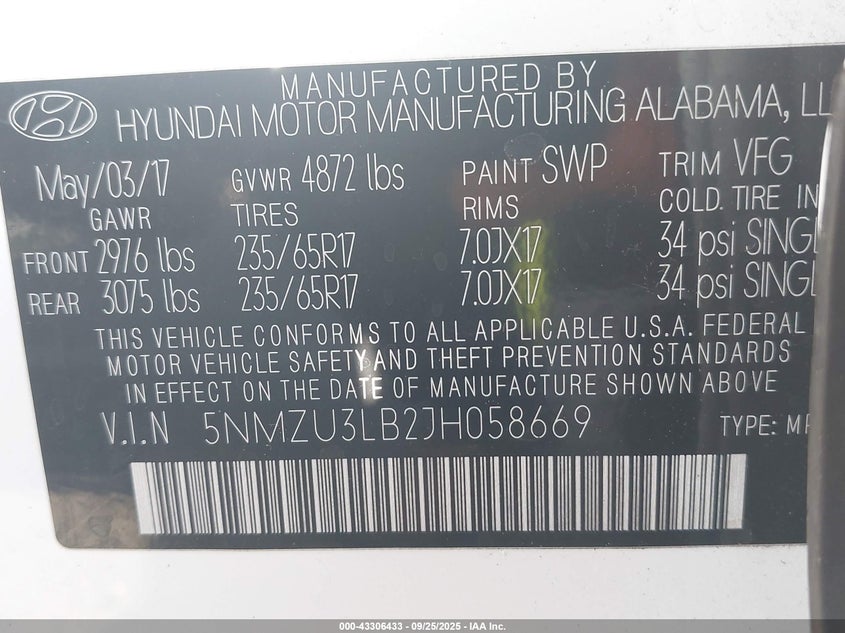 MANUFACTURED BY
HYUNDAI MOTOR MANUFACTURING ALABAMA, LL
May/03/17 GVWR 4872 lbs PAINT SWP TRIM VFG
GAWR TIRES RIMS COLD. TIRE IN
FRONT 2976 lbs 235/65R17 7.0JX17 34 psi SINGL
REAR 3075 lbs 235/65R17 7.0JX17 34 psi SINGL
THIS VEHICLE CONFORMS TO ALL APPLICABLE U.S.A. FEDERAL
MOTOR VEHICLE SAFETY AND THEFT PREVENTION STANDARDS
IN EFFECT ON THE DATE OF MANUFACTURE SHOWN ABOVE
V.I.N 5NMZU3LB2JH058669 TYPE: MP
000-43306433 - 09/25/2025 - IAA Inc.